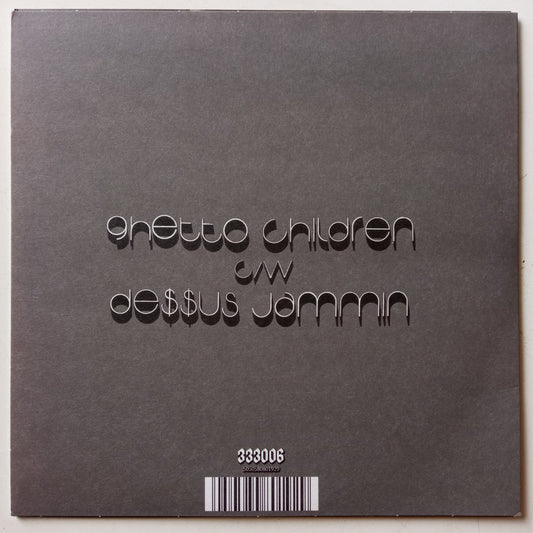 ghetto children
c/w
de$$us jammin
333006